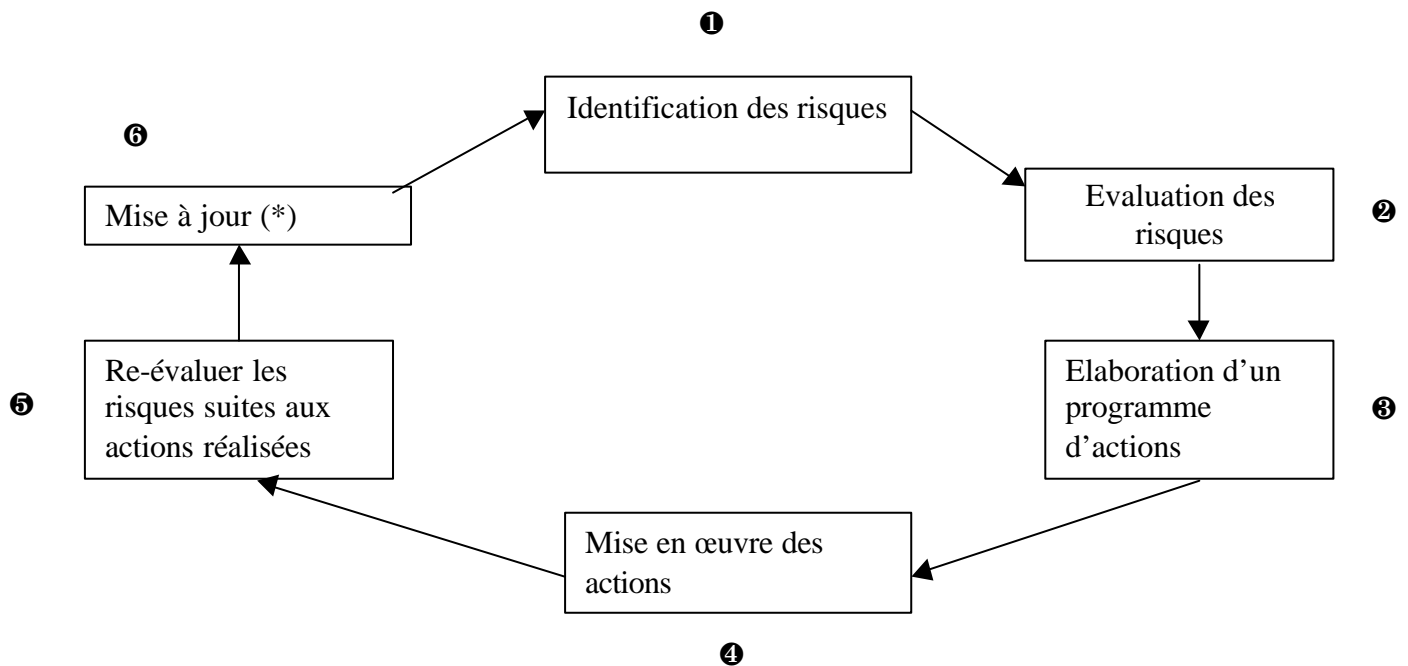 ❶
Identification des risques
❻
Mise à jour (*)
Evaluation des
risques
❷
Re-évaluer les
risques suites aux
actions réalisées
❺
Elaboration d’un
programme
d’actions
❸
Mise en œuvre des
actions
❹